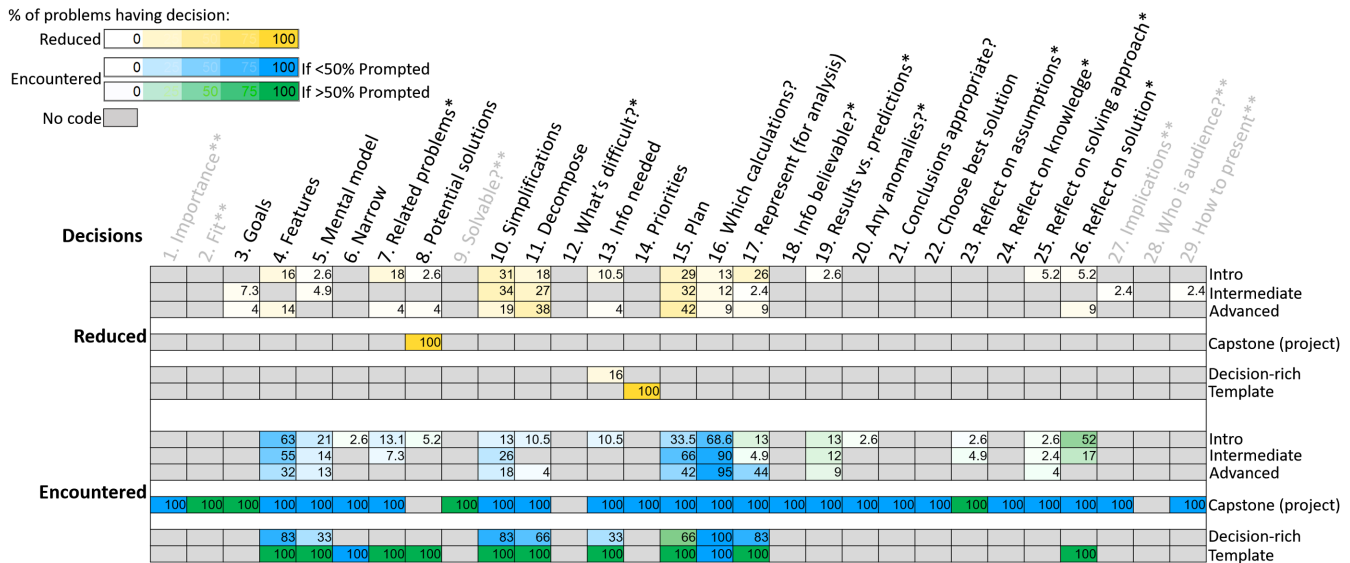 % of problems having decision:
Reduced 0 100
Encountered
0 50 75 100 If <50% Prompted
0 50 75 100 If >50% Prompted
No code
Decisions
1. Importance**
2. Fit**
3. Goals
4. Features
5. Mental model
6. Narrow
7. Related problems*
8. Potential solutions
9. Solvable?**
10. Simplifications
11. Decompose
12. What's difficult?*
13. Info needed
14. Priorities
15. Plan
16. Which calculations?
17. Represent (for analysis)
18. Info believable?*
19. Results vs. predictions*
20. Any anomalies?*
21. Conclusions appropriate?
22. Choose best solution
23. Reflect on assumptions*
24. Reflect on knowledge*
25. Reflect on solving approach*
26. Reflect on solution*
27. Implications**
28. Who is audience?**
29. How to present**
Reduced
16 2.6 18 2.6 31 18 10.5 29 13 26 2.6 5.2 5.2 Intro
7.3 4.9 34 27 32 12 2.4 2.4 2.4 Intermediate
4 14 4 4 19 38 4 42 9 9 9 Advanced
100 Capstone (project)
16 Decision-rich
100 Template
Encountered
63 21 2.6 13.1 5.2 13 10.5 10.5 33.5 68.6 13 13 2.6 2.6 2.6 52 Intro
55 14 7.3 26 66 90 4.9 12 4.9 2.4 17 Intermediate
32 13 18 4 42 95 44 9 4 Advanced
100 100 100 100 100 100 100 100 100 100 100 100 100 100 100 100 100 100 100 100 100 100 100 100 100 100 Capstone (project)
83 33 83 66 33 66 100 83 Decision-rich
100 100 100 100 100 100 100 100 100 100 100 100 Template